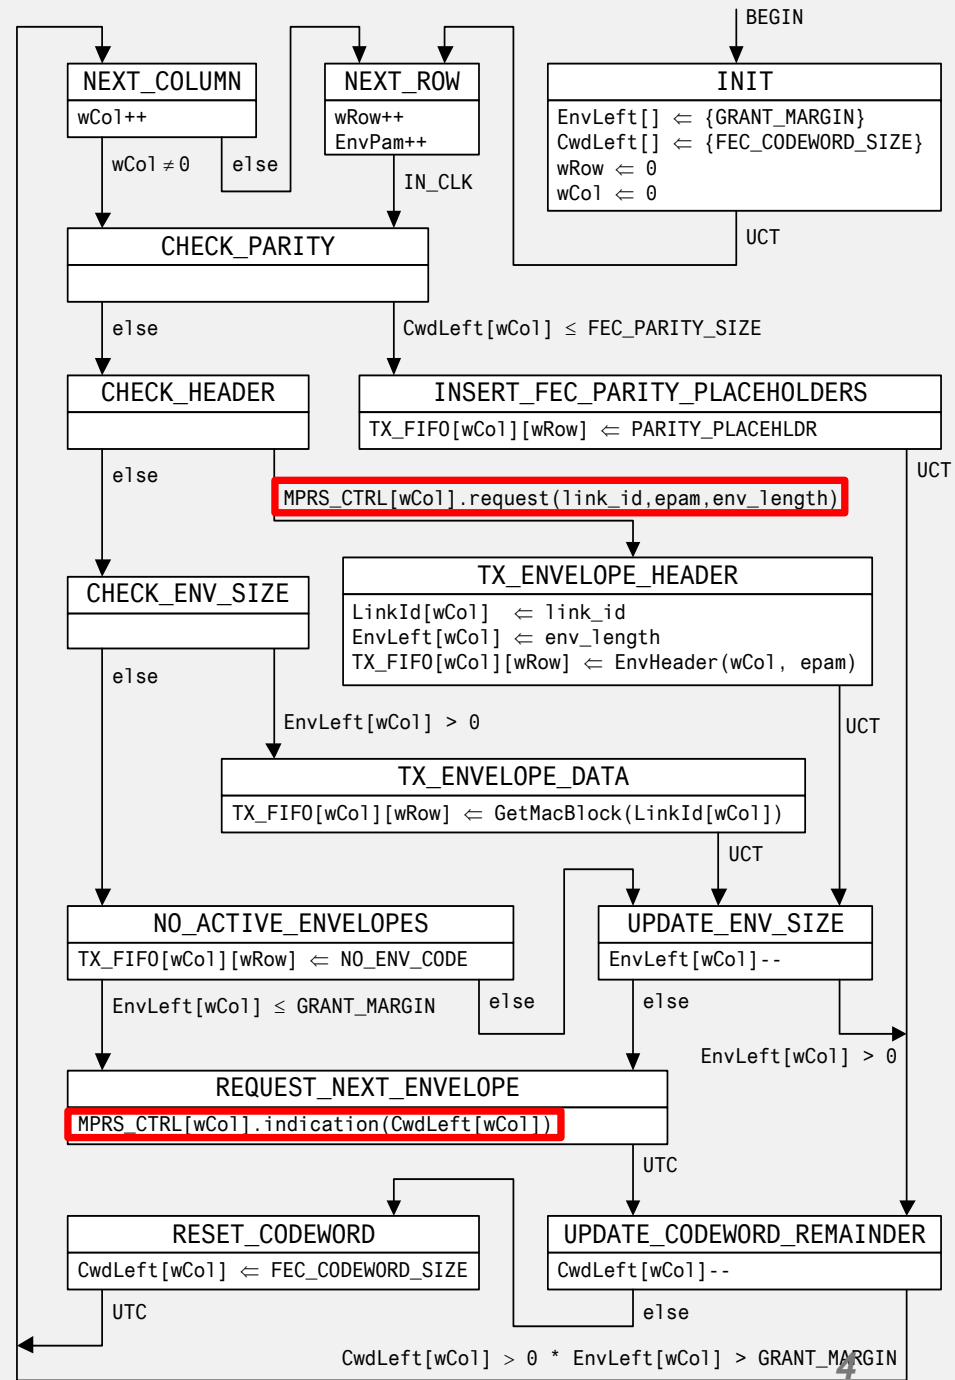 BEGIN
NEXT_COLUMN
wCol++
NEXT_ROW
wRow++
EnvPam++
INIT
EnvLeft[] ⇐ {GRANT_MARGIN}
CwdLeft[] ⇐ {FEC_CODEWORD_SIZE}
wRow ⇐ 0
wCol ⇐ 0
wCol ≠ 0
else
IN_CLK
UCT
CHECK_PARITY
else
CwdLeft[wCol] ≤ FEC_PARITY_SIZE
CHECK_HEADER
INSERT_FEC_PARITY_PLACEHOLDERS
TX_FIFO[wCol][wRow] ⇐ PARITY_PLACEHLDR
else
UCT
MPRS_CTRL[wCol].request(link_id,epam,env_length)
CHECK_ENV_SIZE
TX_ENVELOPE_HEADER
LinkId[wCol] ⇐ link_id
EnvLeft[wCol] ⇐ env_length
TX_FIFO[wCol][wRow] ⇐ EnvHeader(wCol, epam)
else
EnvLeft[wCol] > 0
UCT
TX_ENVELOPE_DATA
TX_FIFO[wCol][wRow] ⇐ GetMacBlock(LinkId[wCol])
UCT
NO_ACTIVE_ENVELOPES
TX_FIFO[wCol][wRow] ⇐ NO_ENV_CODE
UPDATE_ENV_SIZE
EnvLeft[wCol]--
EnvLeft[wCol] ≤ GRANT_MARGIN
else
else
EnvLeft[wCol] > 0
REQUEST_NEXT_ENVELOPE
MPRS_CTRL[wCol].indication(CwdLeft[wCol])
UTC
RESET_CODEWORD
CwdLeft[wCol] ⇐ FEC_CODEWORD_SIZE
UPDATE_CODEWORD_REMAINDER
CwdLeft[wCol]--
UTC
else
CwdLeft[wCol] > 0 * EnvLeft[wCol] > GRANT_MARGIN
4